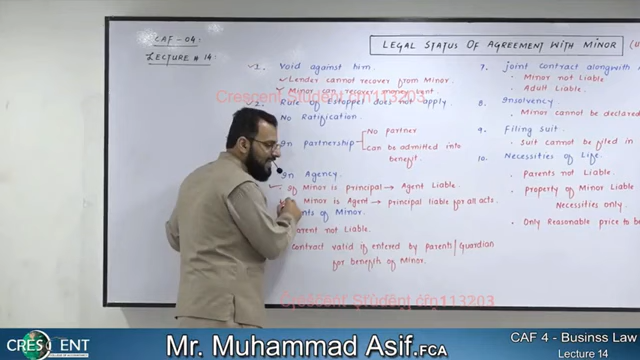 CAF-04.
LECTURE # 14.
LEGAL STATUS OF AGREEMENT WITH MINOR (U
1. Void against him.
Lender cannot recover from Minor.
Minor can recover money lent.
2. Rule of Estoppel does not apply.
No Ratification.
In partnership
No partner
Can be admitted into benefit.
In Agency.
If Minor is principal → Agent Liable.
Minor is Agent → principal liable for all acts.
of Minor.
Parent not Liable.
Contract valid if entered by parent/Guardian
for benefit of Minor.
7. Joint Contract alongwith
• Minor not Liable
• Adult Liable.
8. Insolvency
• Minor cannot be declared
9. Filing suit.
• Suit cannot be filed in
10. Necessities of Life.
• Parents not Liable.
• property of Minor Liable
Necessities only.
• Only Reasonable price to be
Crescent Student crn113203
Crescent Student crn113203
CRESCENT
Mr. Muhammad Asif.FCA
CAF 4 - Businss Law
Lecture 14